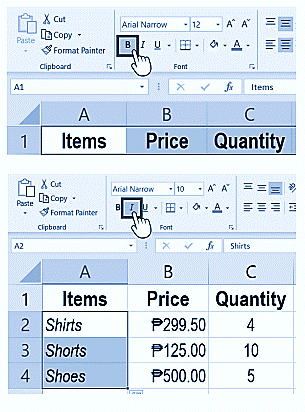 Cut
Arial Narrow 12 A^ A˅
Paste Copy B I U A
Format Painter
Clipboard Font
A1 fx Items
A B C
1 Items Price Quantity
Cut
Arial Narrow 10 A^ A˅
Paste Copy B I U A
Format Painter
Clipboard Font
A2 fx Shirts
A B C
1 Items Price Quantity
2 Shirts ₱299.50 4
3 Shorts ₱125.00 10
4 Shoes ₱500.00 5